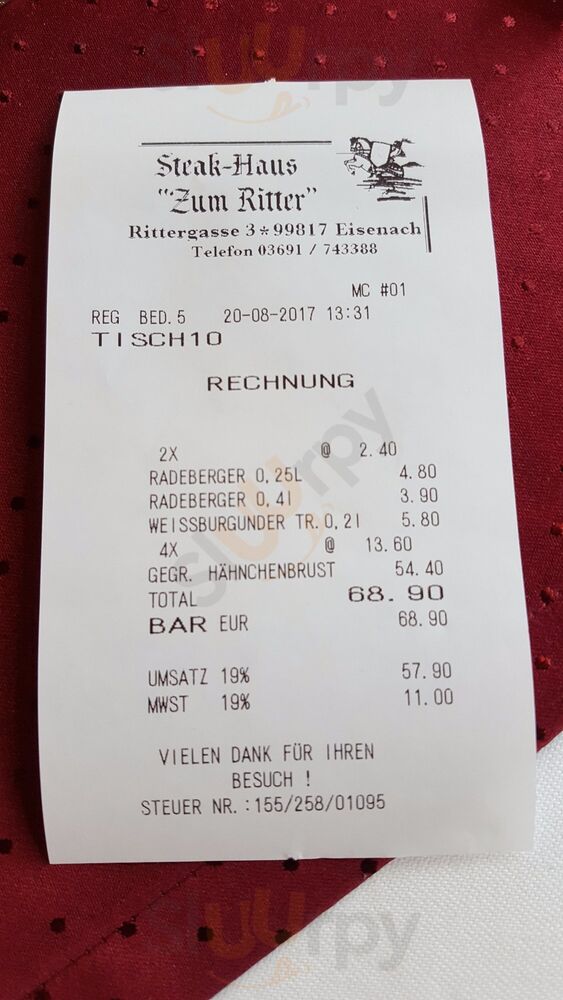 Steak-Haus
"Zum Ritter"
Rittergasse 3 * 99817 Eisenach
Telefon 03691 / 743388
MC #01
REG BED. 5 20-08-2017 13:31
TISCH10
RECHNUNG
2X @ 2.40
RADEBERGER 0,25L 4.80
RADEBERGER 0,4l 3.90
WEISSBURGUNDER TR.0,2l 5.80
4X @ 13.60
GEGR. HÄHNCHENBRUST 54.40
TOTAL 68.90
BAR EUR 68.90
UMSATZ 19% 57.90
MWST 19% 11.00
VIELEN DANK FÜR IHREN
BESUCH !
STEUER NR.:155/258/01095
sluurpy
sluurpy
sluurpy